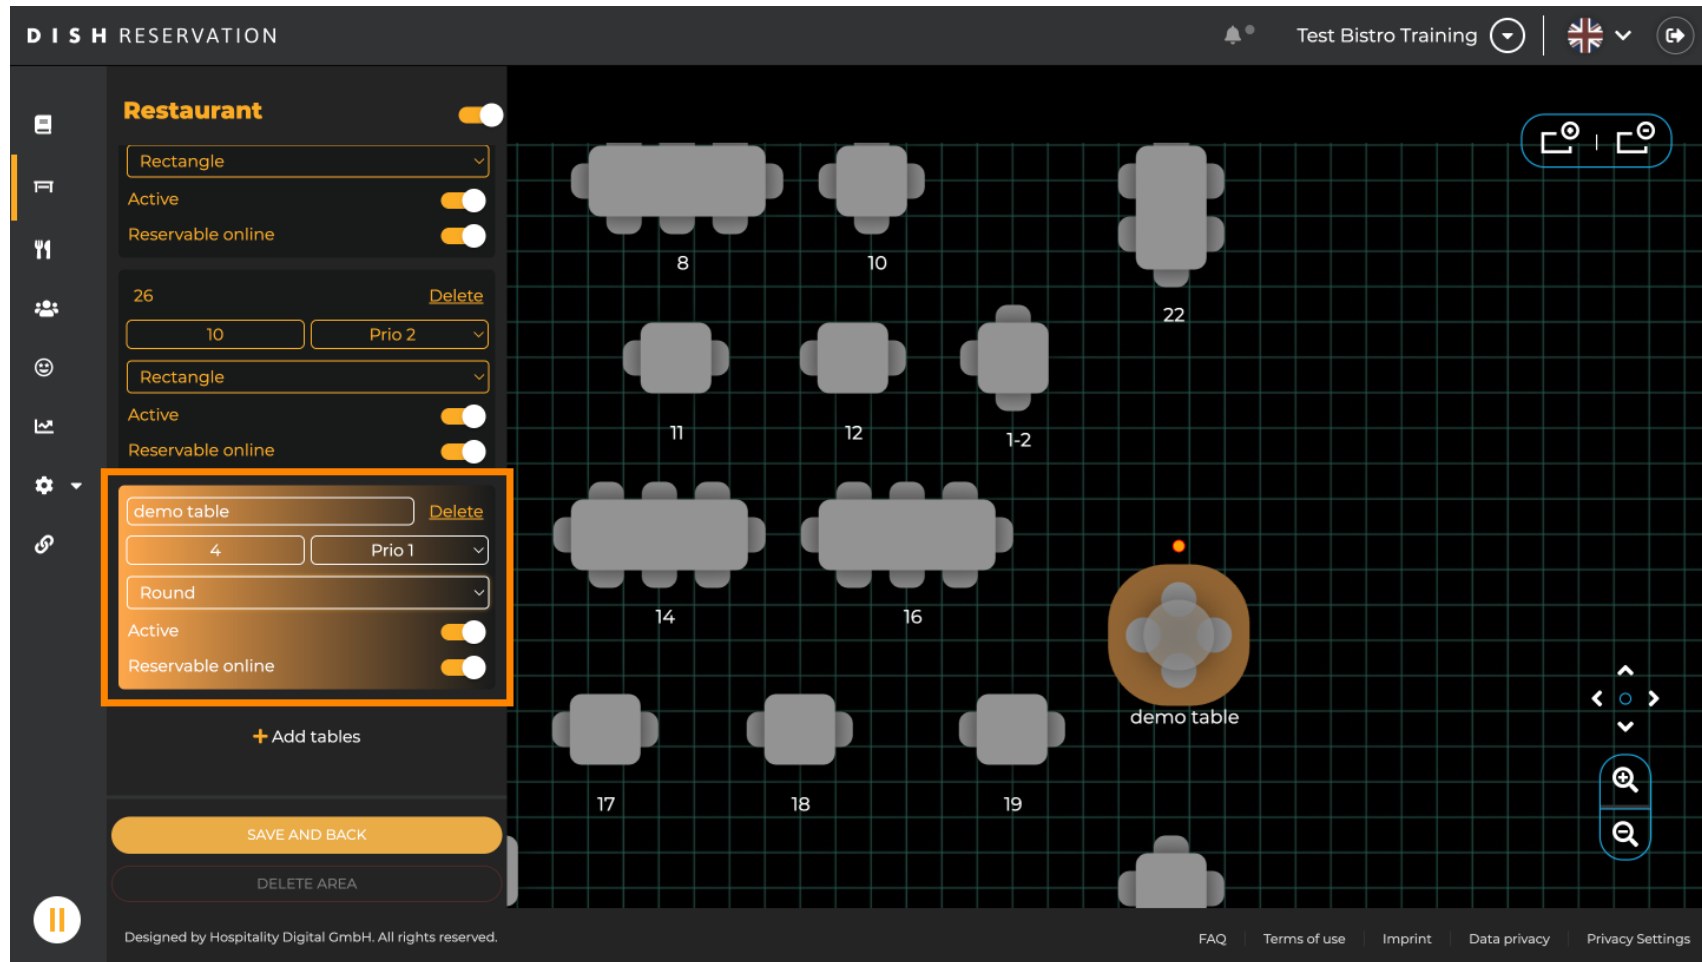 DISH RESERVATION
Test Bistro Training
Restaurant
Rectangle
Active
Reservable online
26 Delete
10 Prio 2
Rectangle
Active
Reservable online
demo table Delete
4 Prio 1
Round
Active
Reservable online
+ Add tables
SAVE AND BACK
DELETE AREA
8 10
22
11 12 1-2
14 16
demo table
17 18 19
Designed by Hospitality Digital GmbH. All rights reserved.
FAQ Terms of use Imprint Data privacy Privacy Settings